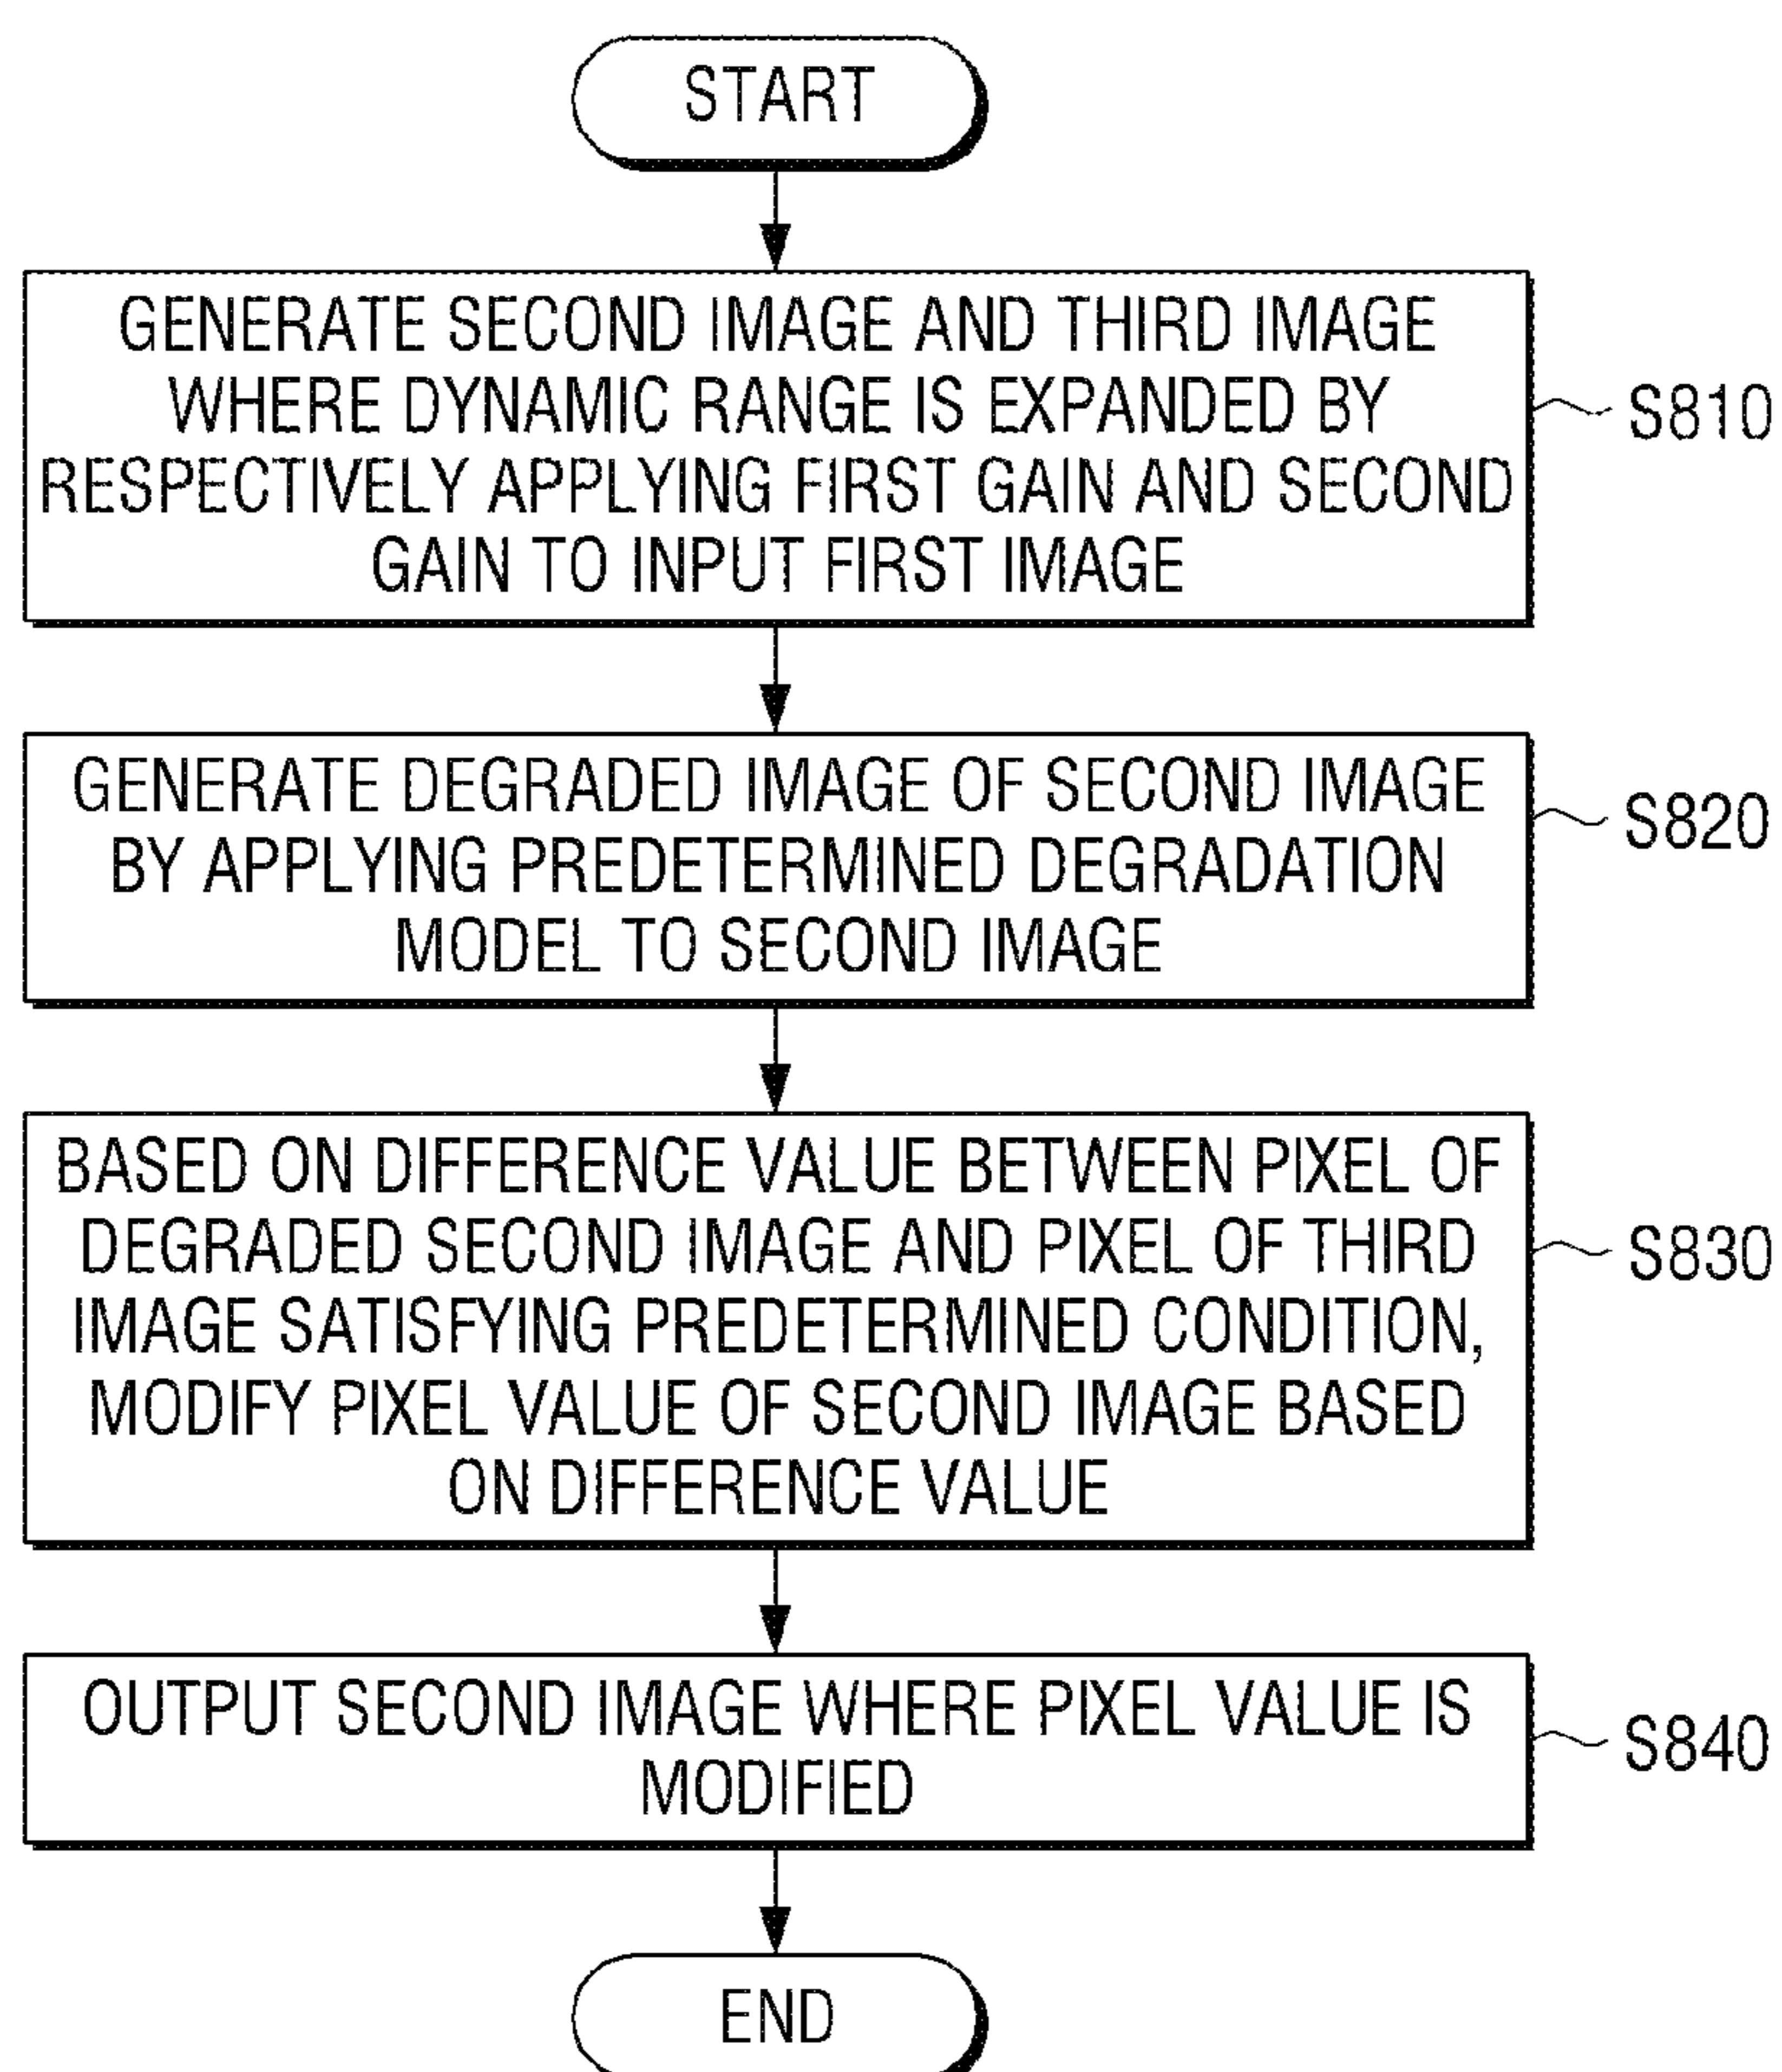 START
GENERATE SECOND IMAGE AND THIRD IMAGE
WHERE DYNAMIC RANGE IS EXPANDED BY
RESPECTIVELY APPLYING FIRST GAIN AND SECOND
GAIN TO INPUT FIRST IMAGE
S810
GENERATE DEGRADED IMAGE OF SECOND IMAGE
BY APPLYING PREDETERMINED DEGRADATION
MODEL TO SECOND IMAGE
S820
BASED ON DIFFERENCE VALUE BETWEEN PIXEL OF
DEGRADED SECOND IMAGE AND PIXEL OF THIRD
IMAGE SATISFYING PREDETERMINED CONDITION,
MODIFY PIXEL VALUE OF SECOND IMAGE BASED
ON DIFFERENCE VALUE
S830
OUTPUT SECOND IMAGE WHERE PIXEL VALUE IS
MODIFIED
S840
END